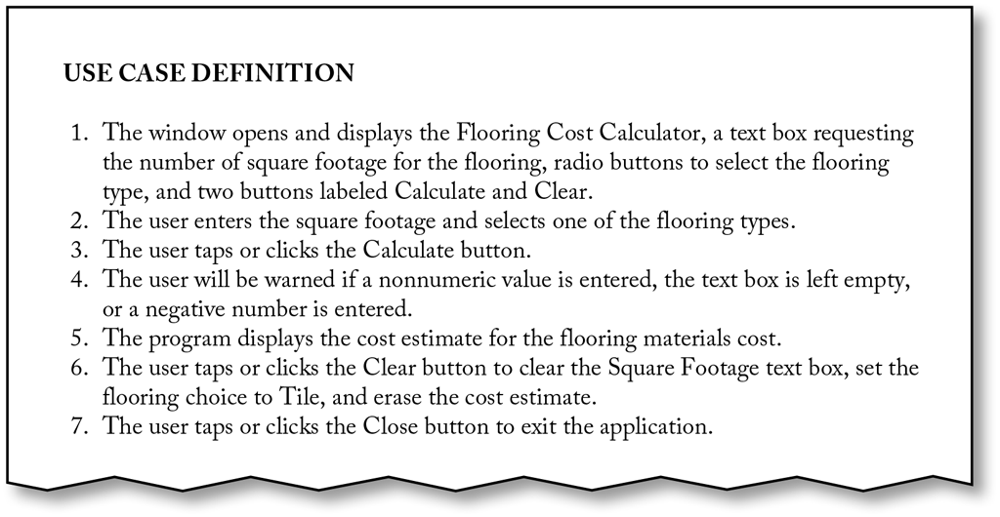 USE CASE DEFINITION
1. The window opens and displays the Flooring Cost Calculator, a text box requesting
the number of square footage for the flooring, radio buttons to select the flooring
type, and two buttons labeled Calculate and Clear.
2. The user enters the square footage and selects one of the flooring types.
3. The user taps or clicks the Calculate button.
4. The user will be warned if a nonnumeric value is entered, the text box is left empty,
or a negative number is entered.
5. The program displays the cost estimate for the flooring materials cost.
6. The user taps or clicks the Clear button to clear the Square Footage text box, set the
flooring choice to Tile, and erase the cost estimate.
7. The user taps or clicks the Close button to exit the application.